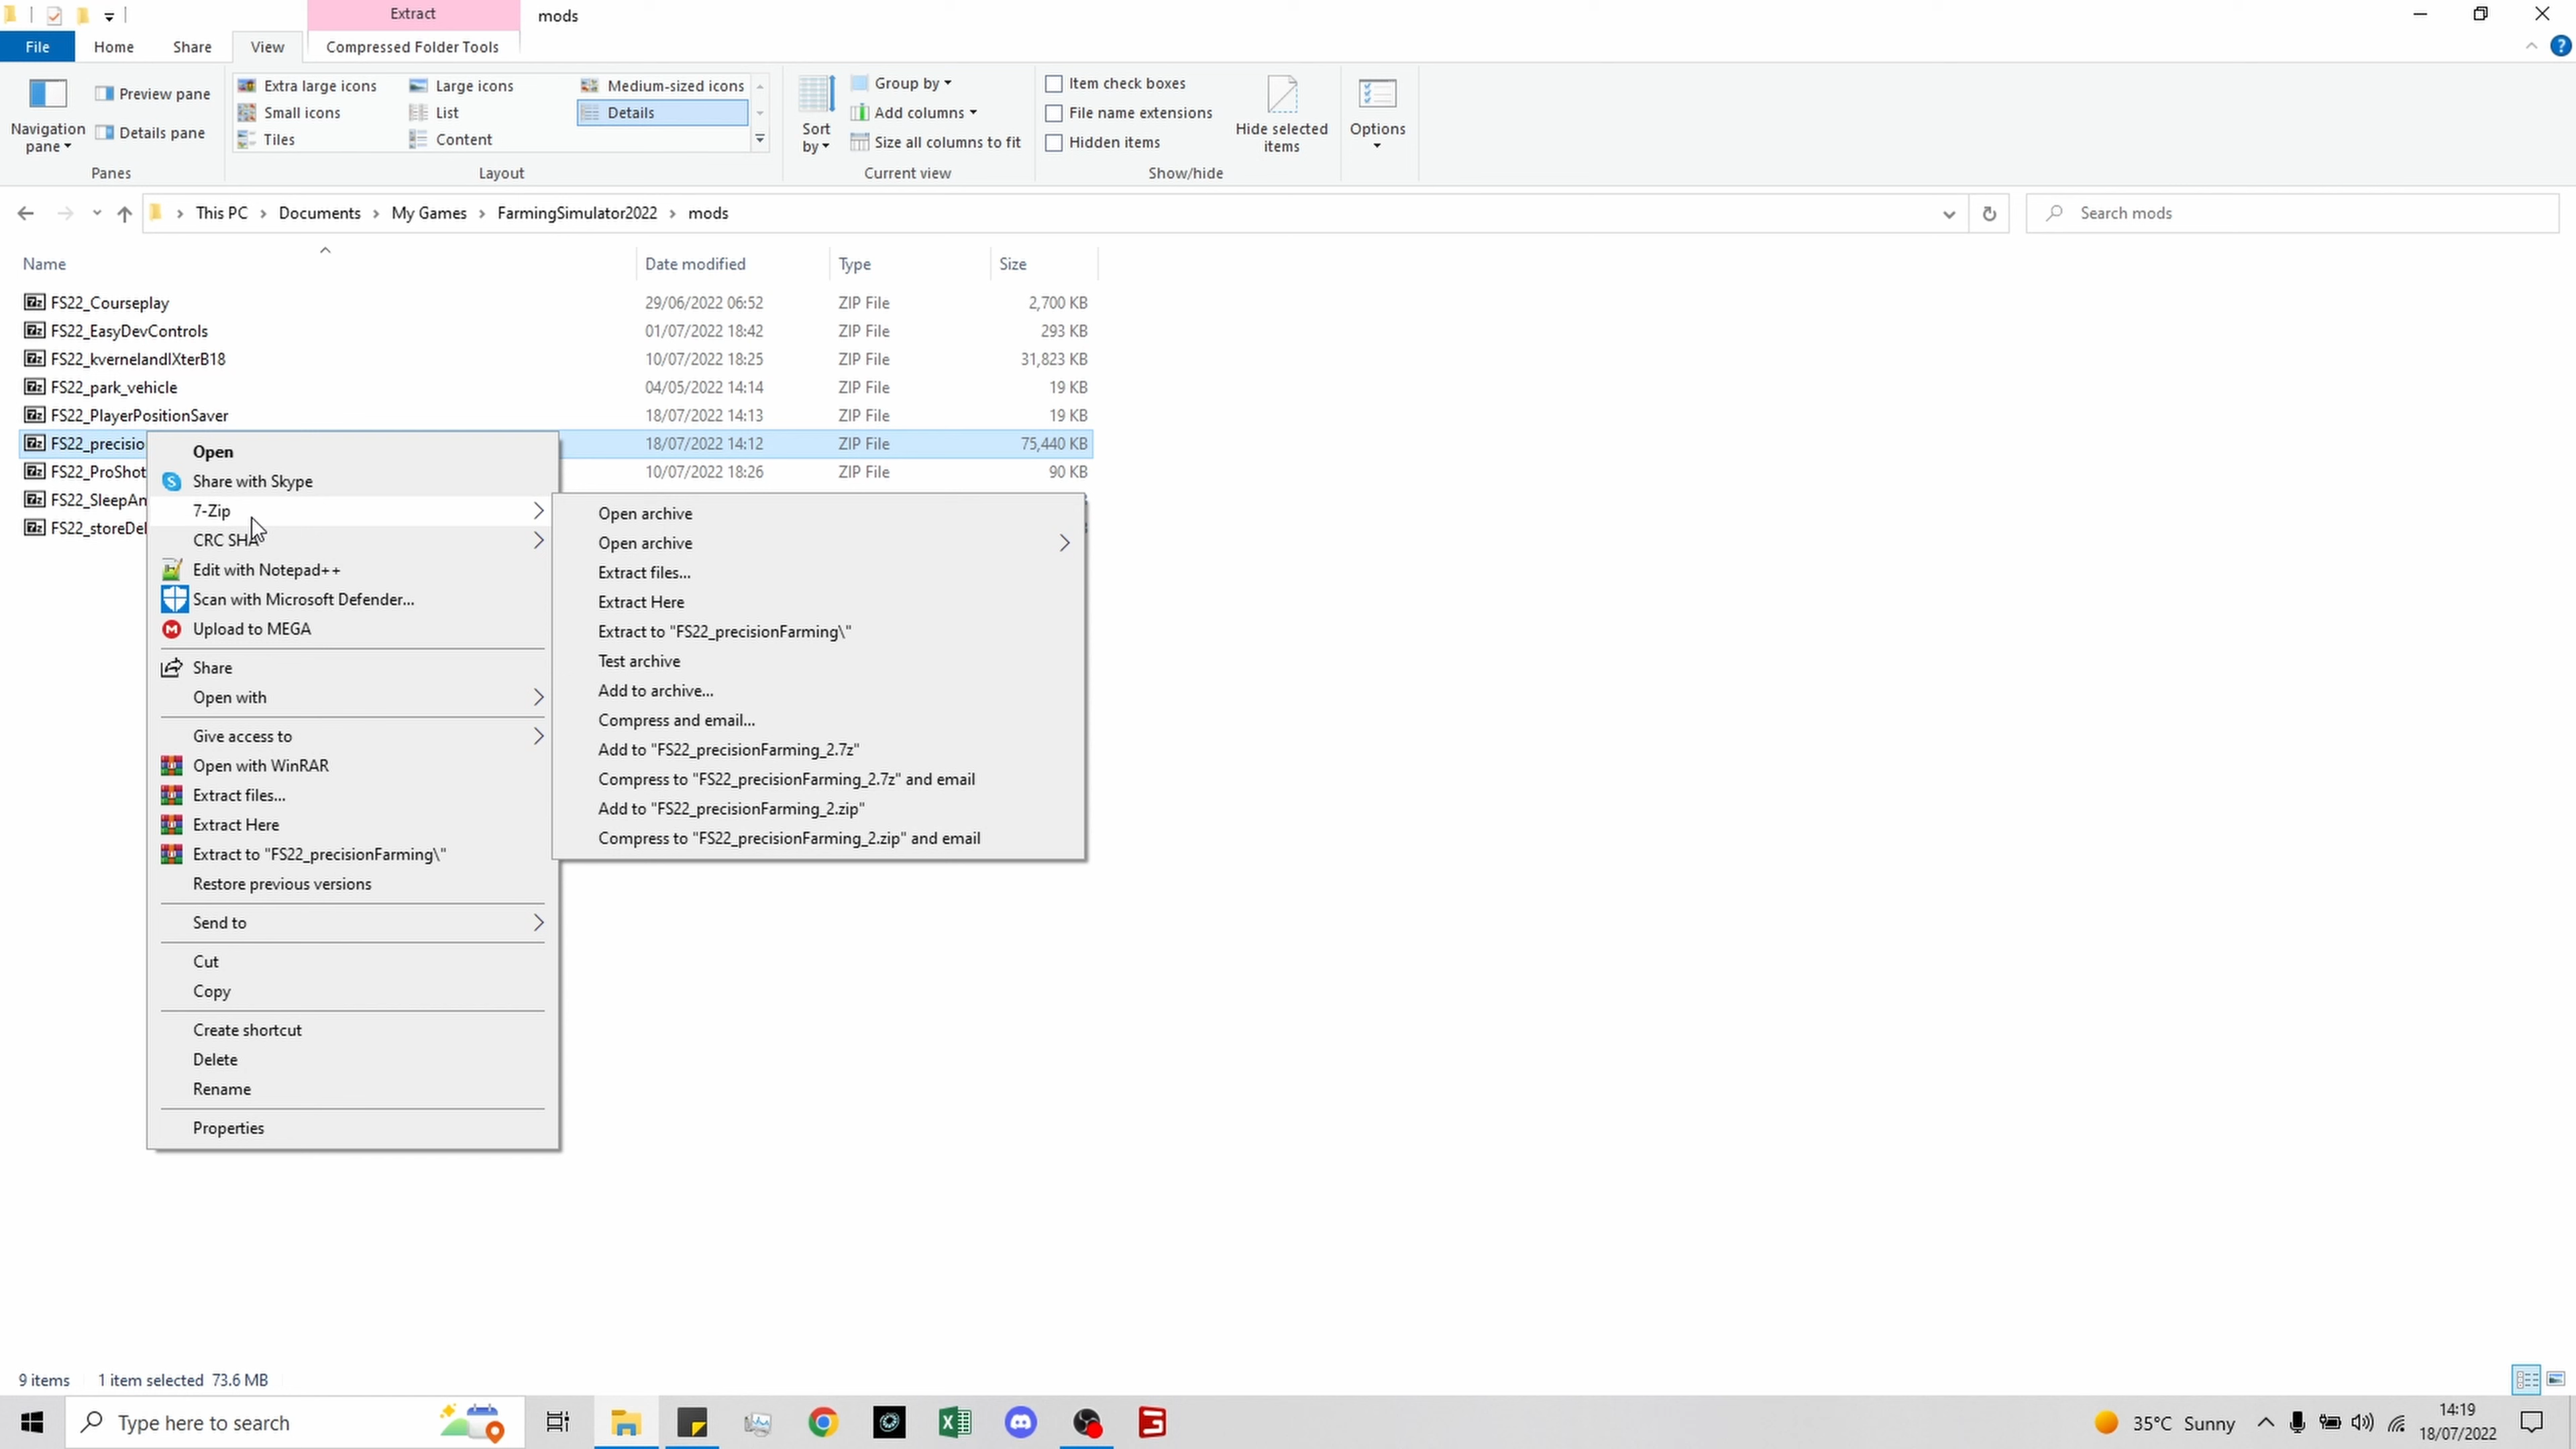 Extract
mods
File
Home
Share
View
Compressed Folder Tools
Navigation pane
Preview pane
Details pane
Panes
Extra large icons
Large icons
Medium-sized icons
Small icons
List
Details
Tiles
Content
Layout
Sort by
Group by
Add columns
Size all columns to fit
Current view
Item check boxes
File name extensions
Hidden items
Hide selected items
Show/hide
Options
This PC > Documents > My Games > FarmingSimulator2022 > mods
Search mods
Name Date modified Type Size
FS22_Courseplay 29/06/2022 06:52 ZIP File 2,700 KB
FS22_EasyDevControls 01/07/2022 18:42 ZIP File 293 KB
FS22_kvernelandIXterB18 10/07/2022 18:25 ZIP File 31,823 KB
FS22_park_vehicle 04/05/2022 14:14 ZIP File 19 KB
FS22_PlayerPositionSaver 18/07/2022 14:13 ZIP File 19 KB
FS22_precisio 18/07/2022 14:12 ZIP File 75,440 KB
FS22_ProShot 10/07/2022 18:26 ZIP File 90 KB
FS22_SleepAn
FS22_storeDel
Open
Share with Skype
7-Zip
CRC SHA
Edit with Notepad++
Scan with Microsoft Defender...
Upload to MEGA
Share
Open with
Give access to
Open with WinRAR
Extract files...
Extract Here
Extract to "FS22_precisionFarming\"
Restore previous versions
Send to
Cut
Copy
Create shortcut
Delete
Rename
Properties
Open archive
Open archive
Extract files...
Extract Here
Extract to "FS22_precisionFarming\"
Test archive
Add to archive...
Compress and email...
Add to "FS22_precisionFarming_2.7z"
Compress to "FS22_precisionFarming_2.7z" and email
Add to "FS22_precisionFarming_2.zip"
Compress to "FS22_precisionFarming_2.zip" and email
9 items 1 item selected 73.6 MB
Type here to search
35°C Sunny
14:19
18/07/2022